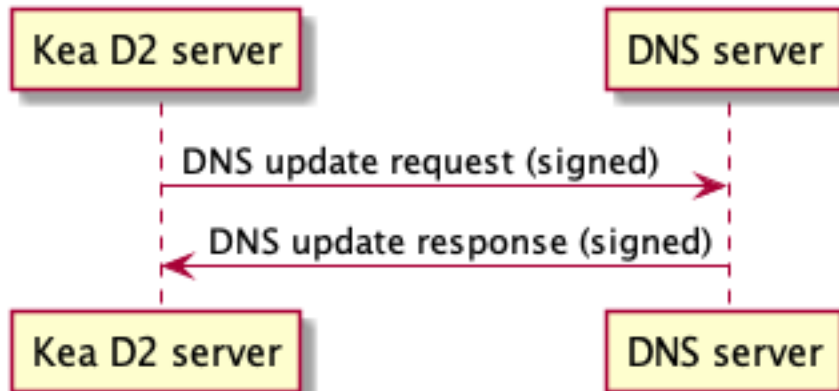 Kea D2 server
DNS server
DNS update request (signed)
DNS update response (signed)
Kea D2 server
DNS server